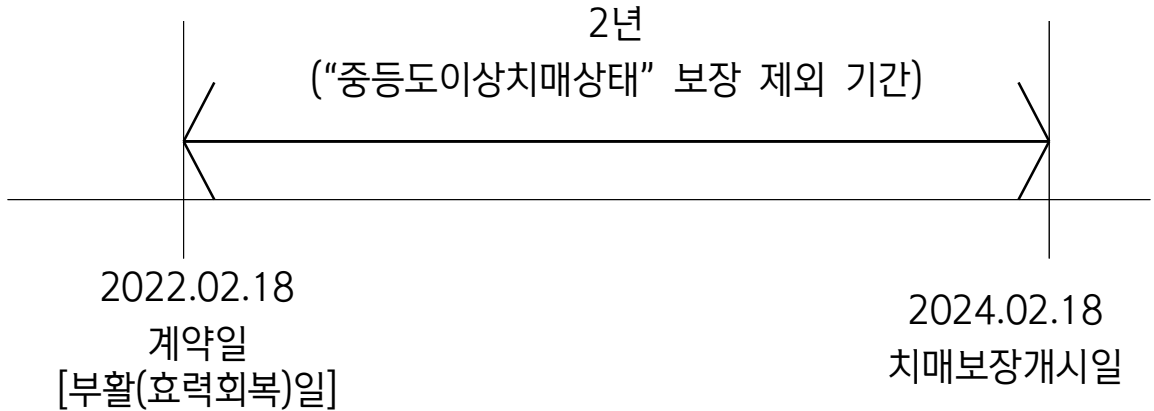 2년
(“중등도이상치매상태” 보장 제외 기간)
2022.02.18
계약일
[부활(효력회복)일]
2024.02.18
치매보장개시일